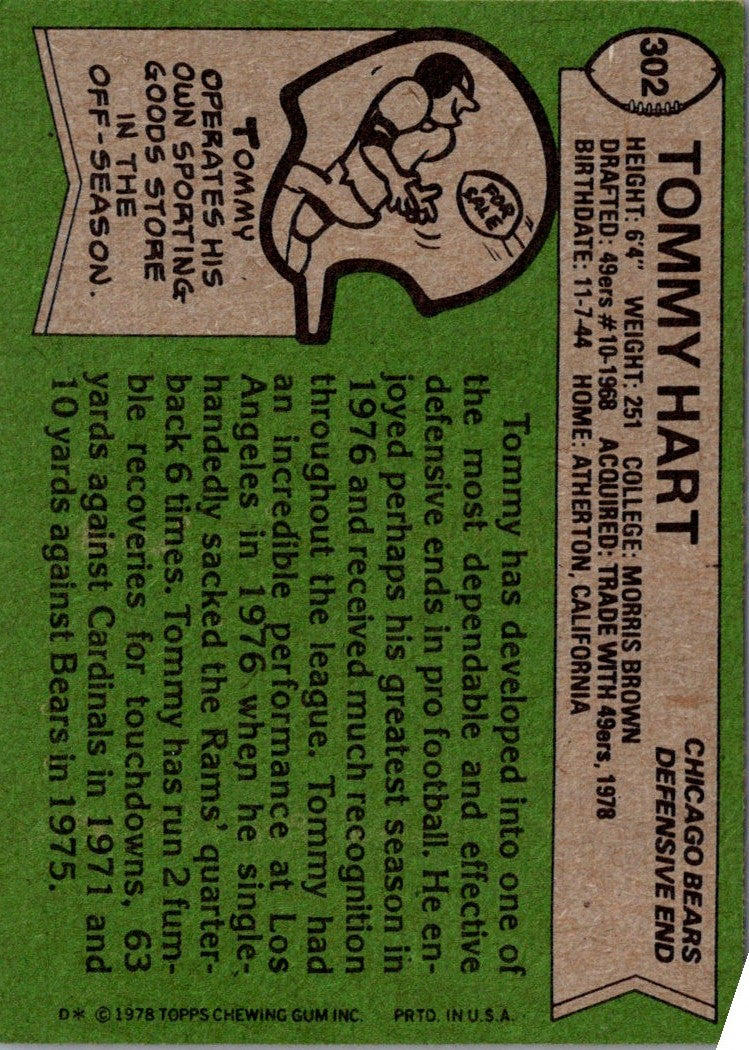 302
TOMMY HART
CHICAGO BEARS
DEFENSIVE END
HEIGHT: 6'4" WEIGHT: 251 COLLEGE: MORRIS BROWN
DRAFTED: 49ers #10-1968 ACQUIRED: TRADE WITH 49ers, 1978
BIRTHDATE: 11-7-44 HOME: ATHERTON, CALIFORNIA
FOR
SALE
TOMMY
OPERATES HIS
OWN SPORTING
GOODS STORE
IN THE
OFF-SEASON.
Tommy has developed into one of
the most dependable and effective
defensive ends in pro football. He en-
joyed perhaps his greatest season in
1976 and received much recognition
throughout the league. Tommy had
an incredible performance at Los
Angeles in 1976 when he single-
handedly sacked the Rams' quarter-
back 6 times. Tommy has run 2 fum-
ble recoveries for touchdowns, 63
yards against Cardinals in 1971 and
10 yards against Bears in 1975.
D* © 1978 TOPPS CHEWING GUM INC. PRTD. IN U.S.A.